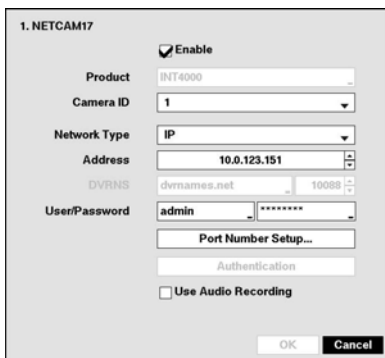 1. NETCAM17
Enable
Product INT4000
Camera ID 1
Network Type IP
Address 10.0.123.151
DVRNS dvrnames.net 10088
User/Password admin ********
Port Number Setup...
Authentication
Use Audio Recording
OK Cancel